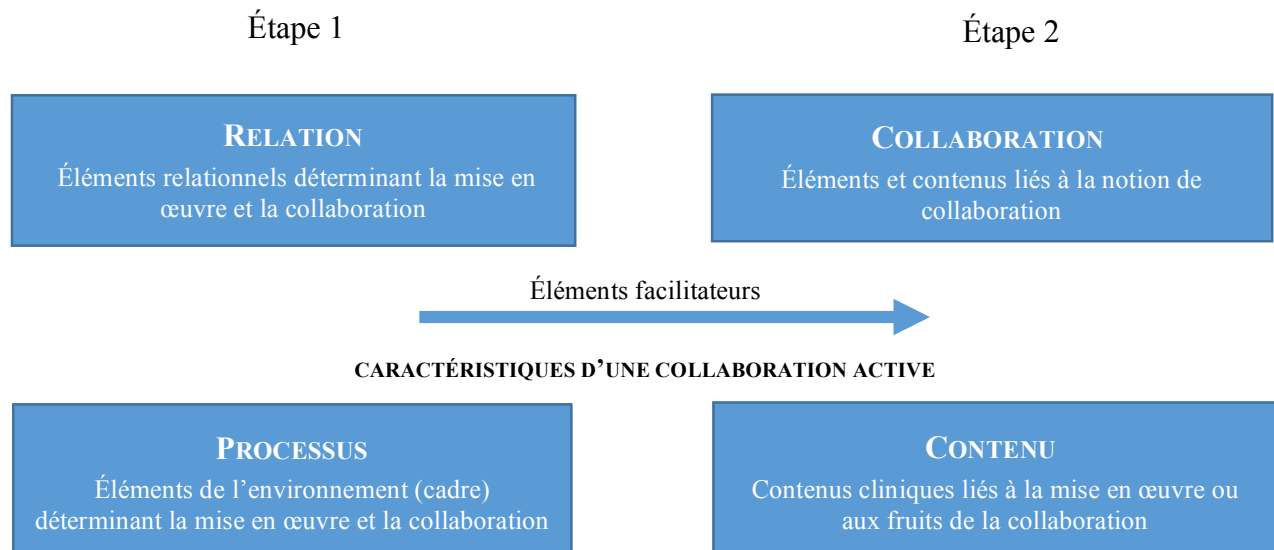 Étape 1
Étape 2
RELATION
Éléments relationnels déterminant la mise en
œuvre et la collaboration
COLLABORATION
Éléments et contenus liés à la notion de
collaboration
Éléments facilitateurs
CARACTÉRISTIQUES D’UNE COLLABORATION ACTIVE
PROCESSUS
Éléments de l’environnement (cadre)
déterminant la mise en œuvre et la collaboration
CONTENU
Contenus cliniques liés à la mise en œuvre ou
aux fruits de la collaboration